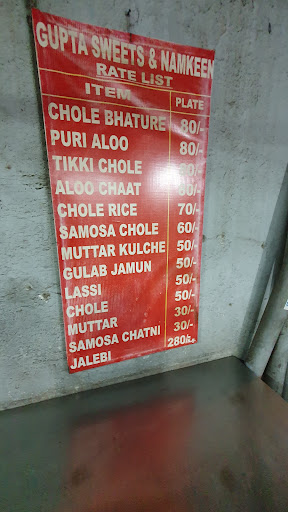 GUPTA SWEETS & NAMKEEN
RATE LIST
ITEM PLATE
CHOLE BHATURE 80/-
PURI ALOO 80/-
TIKKI CHOLE
ALOO CHAAT
CHOLE RICE 70/-
SAMOSA CHOLE 60/-
MUTTAR KULCHE 50/-
GULAB JAMUN 50/-
LASSI 50/-
CHOLE 50/-
MUTTAR 30/-
SAMOSA CHATNI 30/-
JALEBI